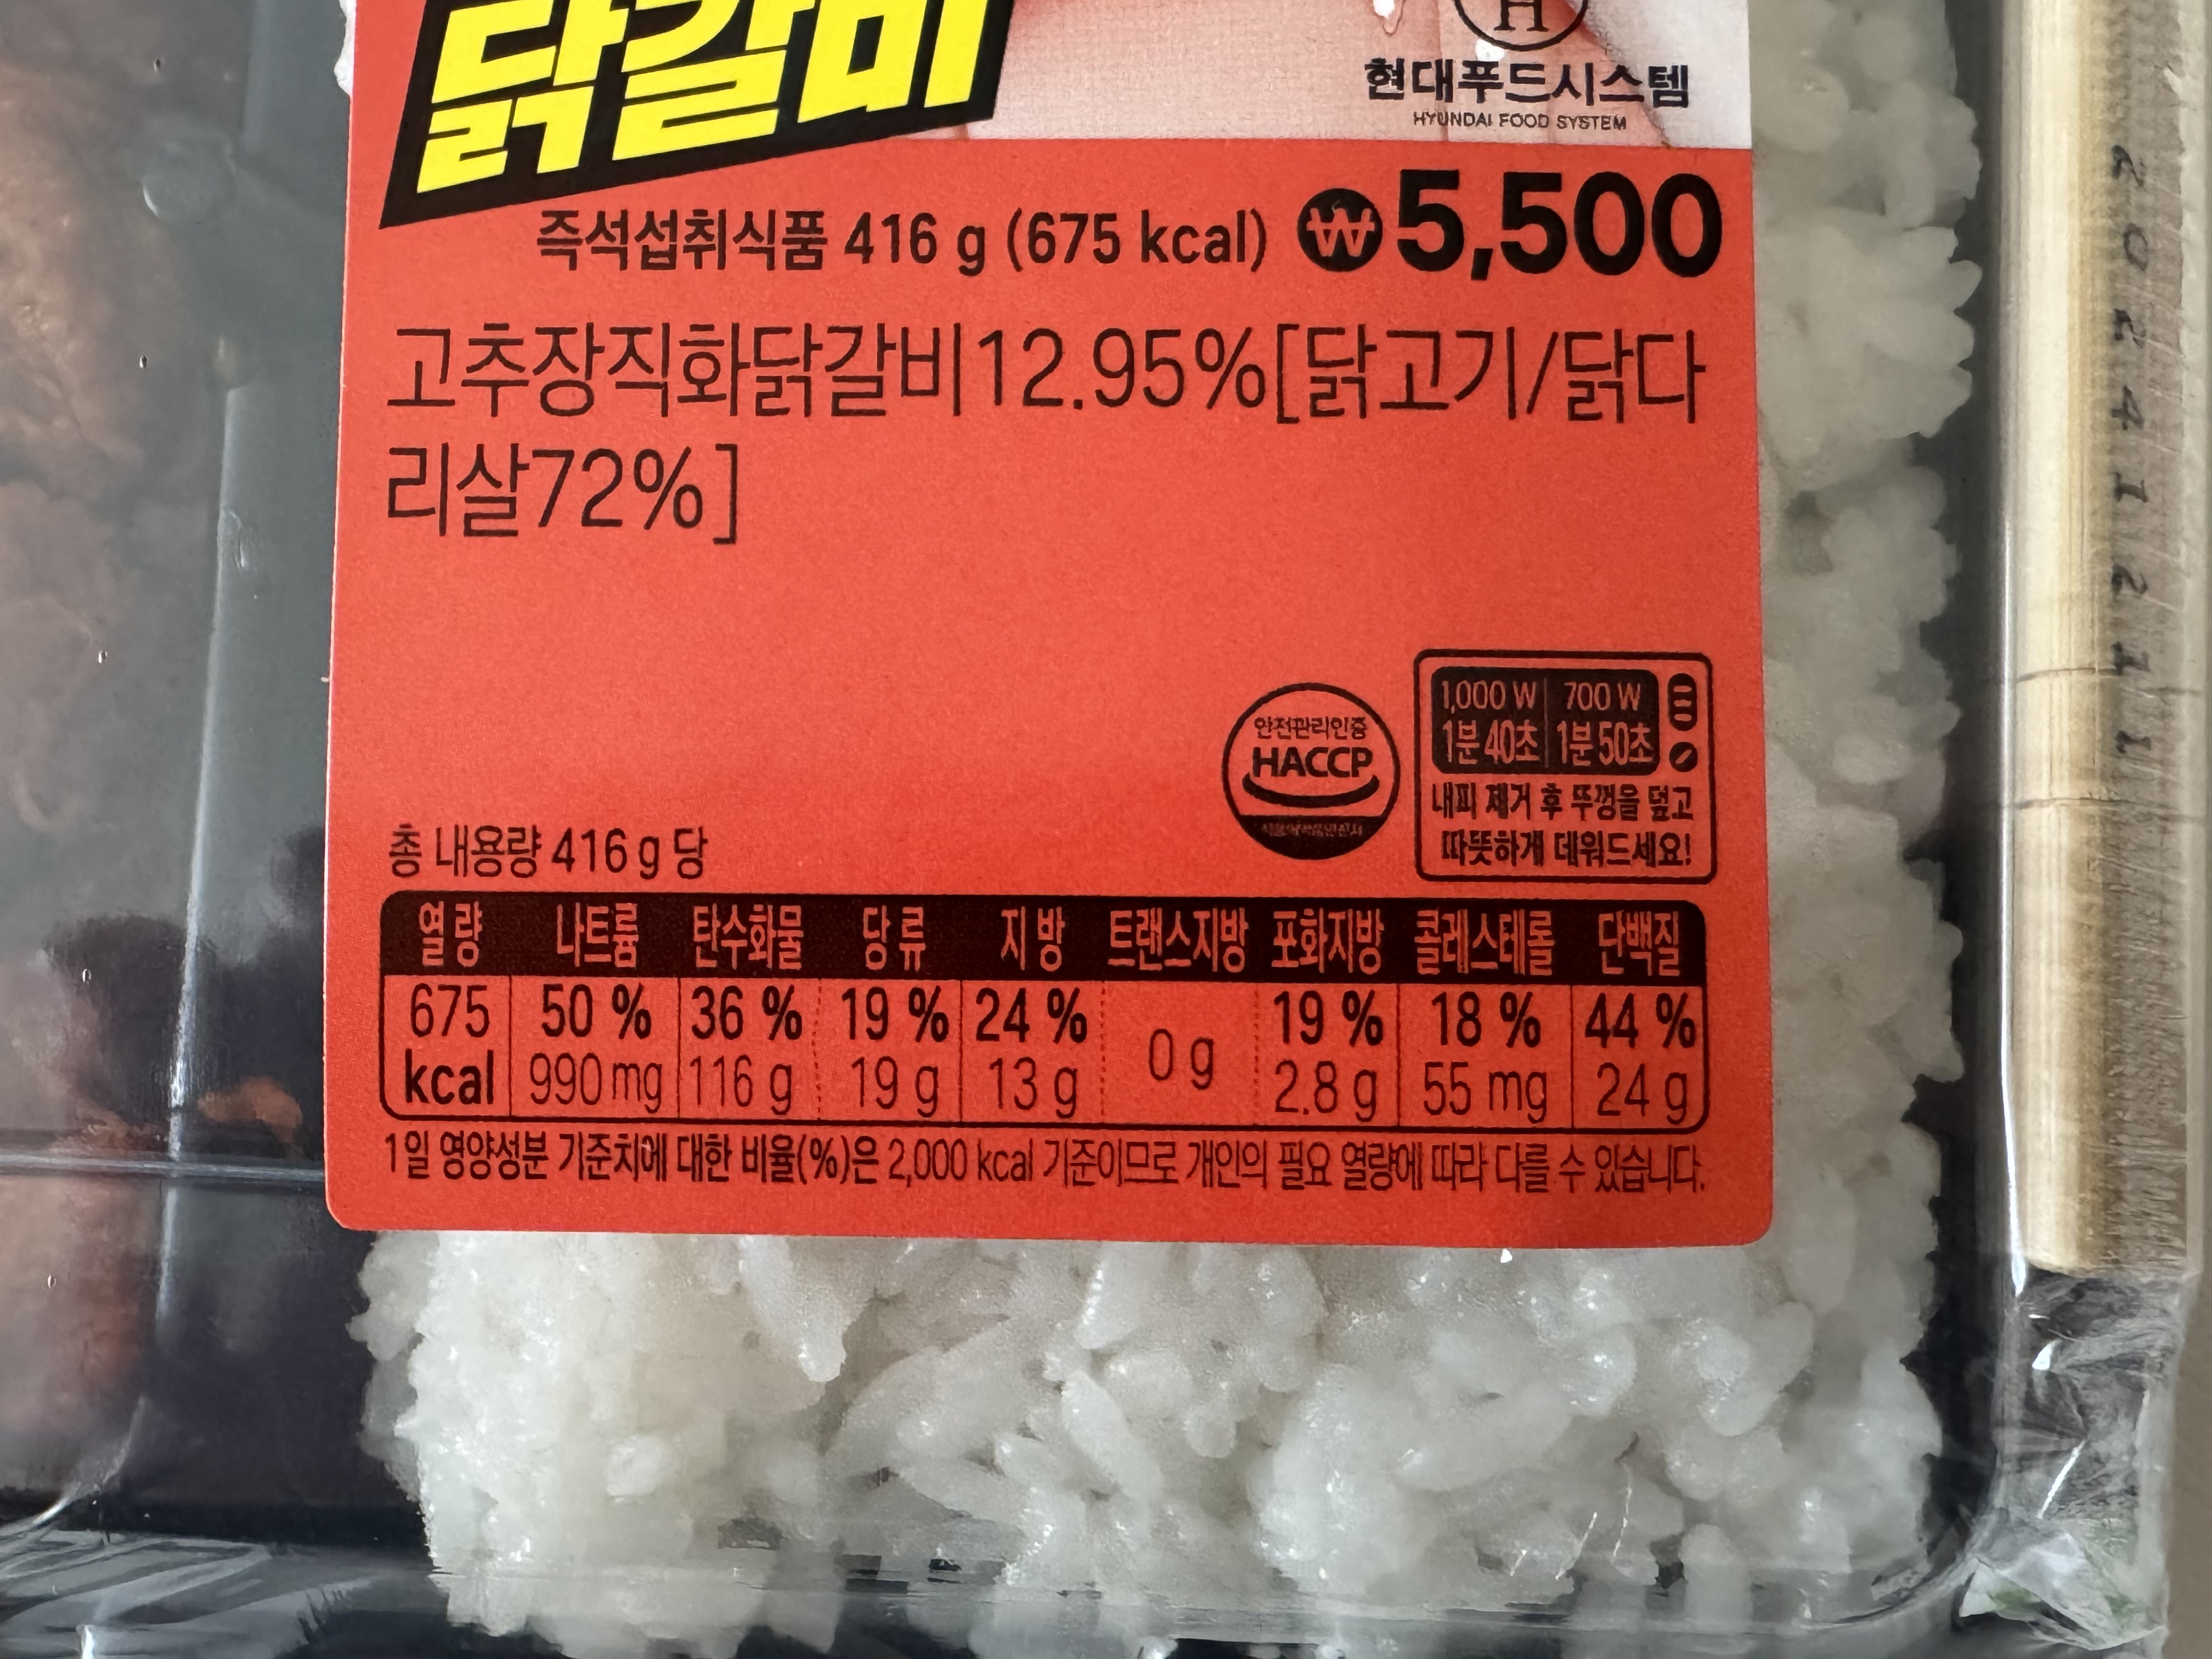 닭갈비
H
현대푸드시스템
HYUNDAI FOOD SYSTEM
즉석섭취식품 416 g (675 kcal) ₩5,500
고추장직화닭갈비12.95%[닭고기/닭다
리살72%]
1,000 W 700 W
1분 40초 1분 50초
내피 제거 후 뚜껑을 덮고
따뜻하게 데워드세요!
안전관리인증
HACCP
총 내용량 416 g 당
열 량 나트륨 탄수화물 당 류 지 방 트랜스지방 포화지방 콜레스테롤 단백질
675 50 % 36 % 19 % 24 % 0 g 19 % 18 % 44 %
kcal 990 mg 116 g 19 g 13 g 2.8 g 55 mg 24 g
1일 영양성분 기준치에 대한 비율(%)은 2,000 kcal 기준이므로 개인의 필요 열량에 따라 다를 수 있습니다.